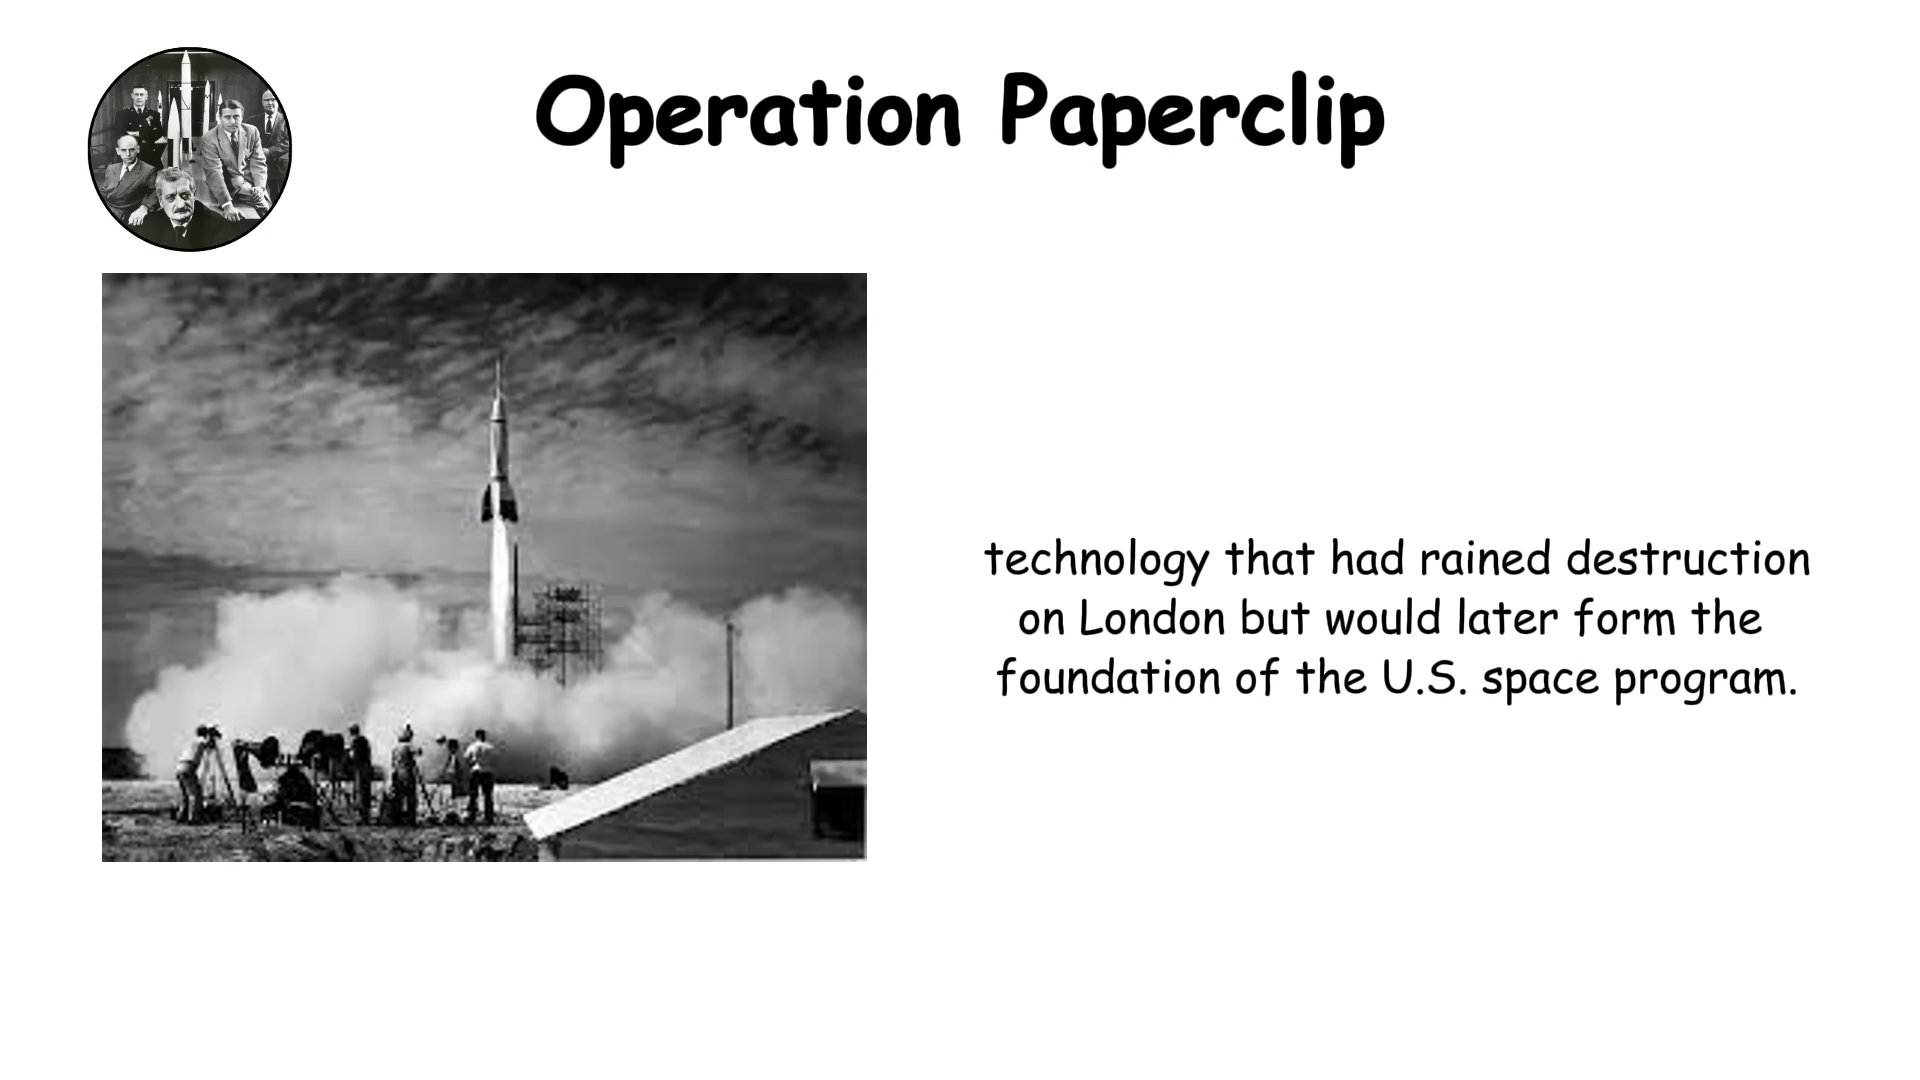 Operation Paperclip
technology that had rained destruction
on London but would later form the
foundation of the U.S. space program.